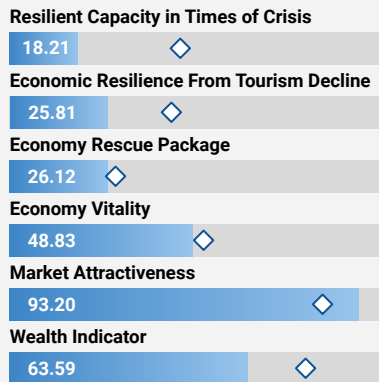 Resilient Capacity in Times of Crisis
18.21
Economic Resilience From Tourism Decline
25.81
Economy Rescue Package
26.12
Economy Vitality
48.83
Market Attractiveness
93.20
Wealth Indicator
63.59